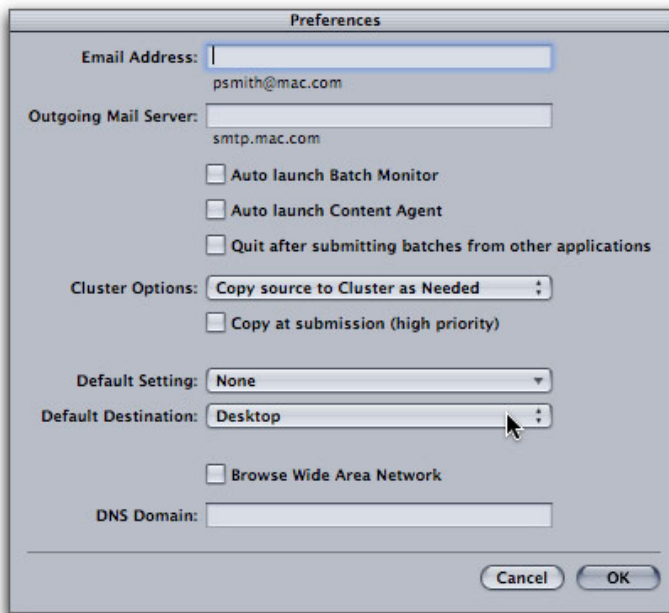 Preferences
Email Address:
psmith@mac.com
Outgoing Mail Server:
smtp.mac.com
Auto launch Batch Monitor
Auto launch Content Agent
Quit after submitting batches from other applications
Cluster Options: Copy source to Cluster as Needed
Copy at submission (high priority)
Default Setting: None
Default Destination: Desktop
Browse Wide Area Network
DNS Domain:
Cancel OK